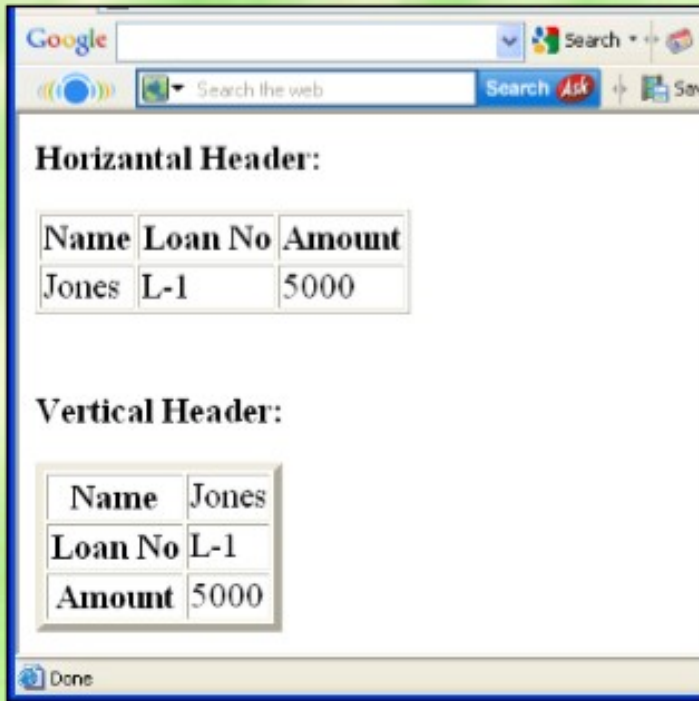 Google Search
Search the web Search Ask
Horizantal Header:
Name Loan No Amount
Jones L-1 5000
Vertical Header:
Name Jones
Loan No L-1
Amount 5000
Done